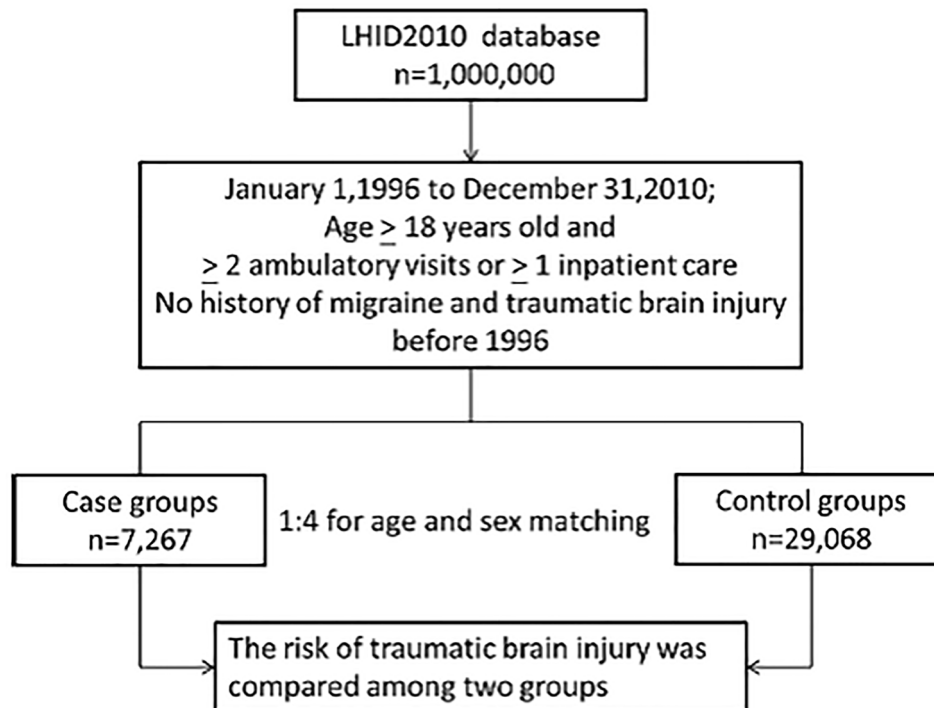 LHID2010 database
n=1,000,000
January 1,1996 to December 31,2010;
Age ≥ 18 years old and
≥ 2 ambulatory visits or ≥ 1 inpatient care
No history of migraine and traumatic brain injury
before 1996
Case groups
n=7,267
1:4 for age and sex matching
Control groups
n=29,068
The risk of traumatic brain injury was
compared among two groups